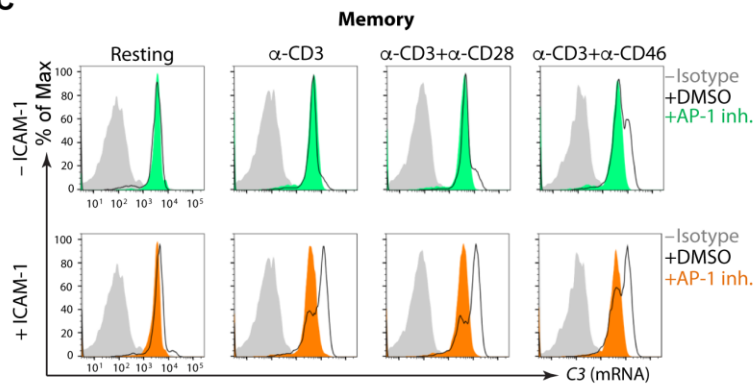 C
Memory
Resting α-CD3 α-CD3+α-CD28 α-CD3+α-CD46
% of Max
− ICAM-1
100
80
60
40
20
0
10¹ 10² 10³ 10⁴ 10⁵
−Isotype
+DMSO
+AP-1 inh.
+ ICAM-1
100
80
60
40
20
0
10¹ 10² 10³ 10⁴ 10⁵
−Isotype
+DMSO
+AP-1 inh.
C3 (mRNA)